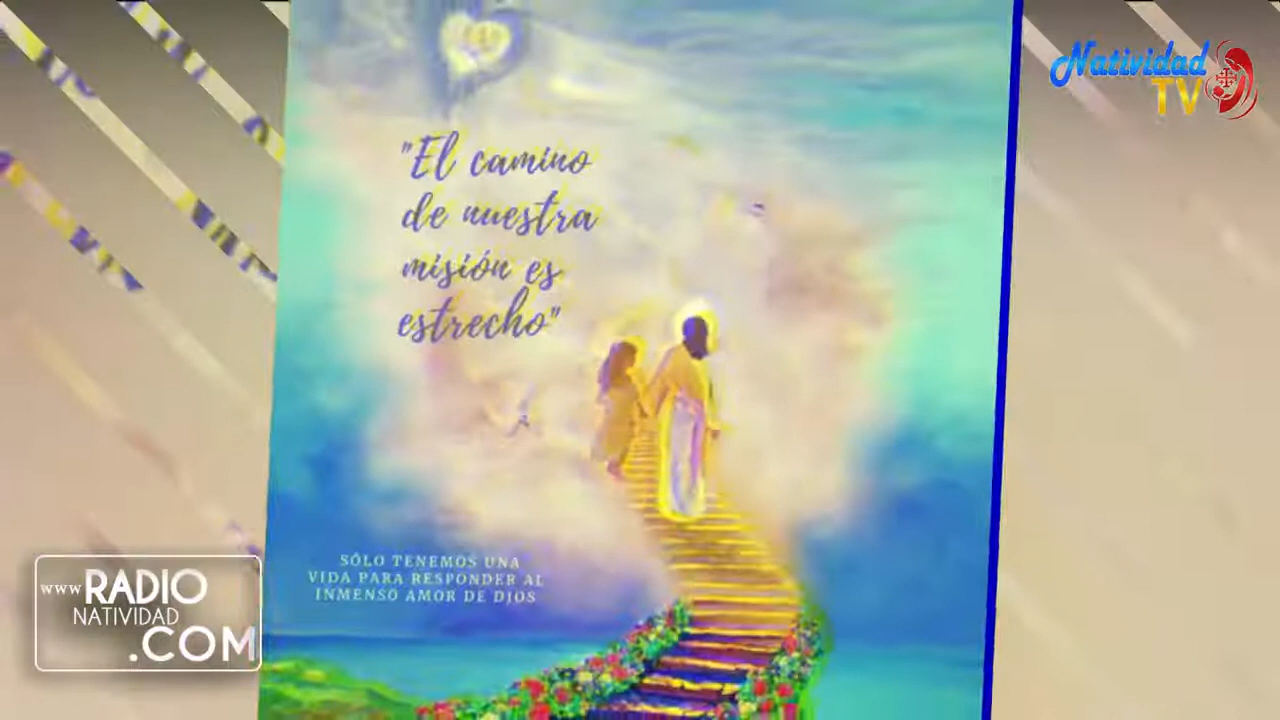 Natividad
TV
"El camino
de nuestra
misión es
estrecho"
SÓLO TENEMOS UNA
VIDA PARA RESPONDER AL
INMENSO AMOR DE DIOS
www.RADIO
NATIVIDAD
.COM